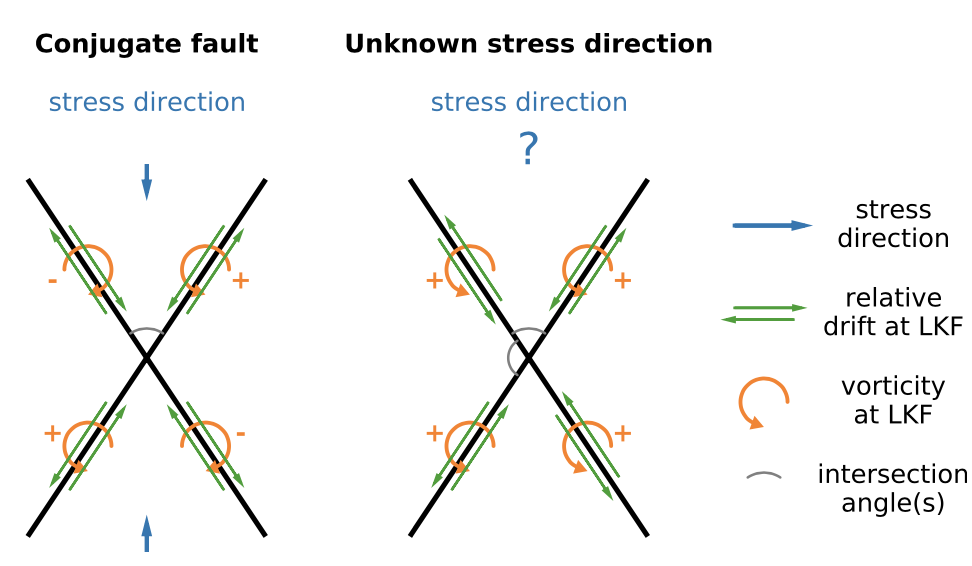 Conjugate fault
Unknown stress direction
stress direction
stress direction
?
-
+
+
+
+
-
+
+
stress
direction
relative
drift at LKF
vorticity
at LKF
intersection
angle(s)